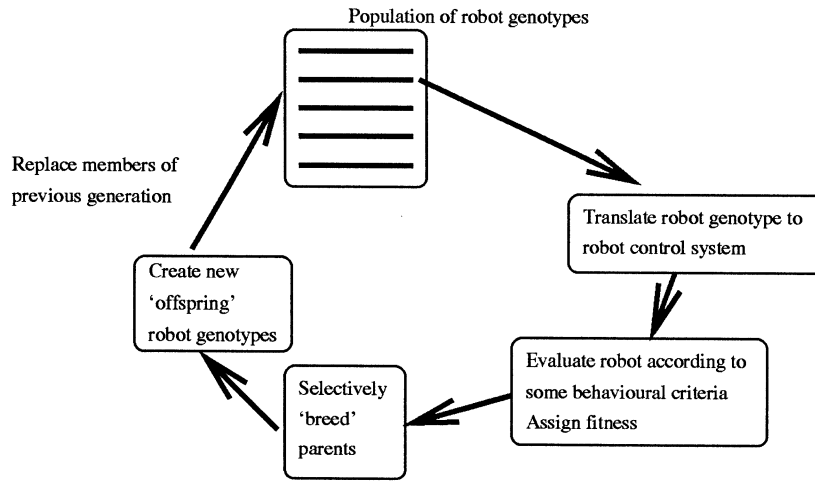 Population of robot genotypes
Translate robot genotype to
robot control system
Evaluate robot according to
some behavioural criteria
Assign fitness
Selectively
‘breed’
parents
Create new
‘offspring’
robot genotypes
Replace members of
previous generation